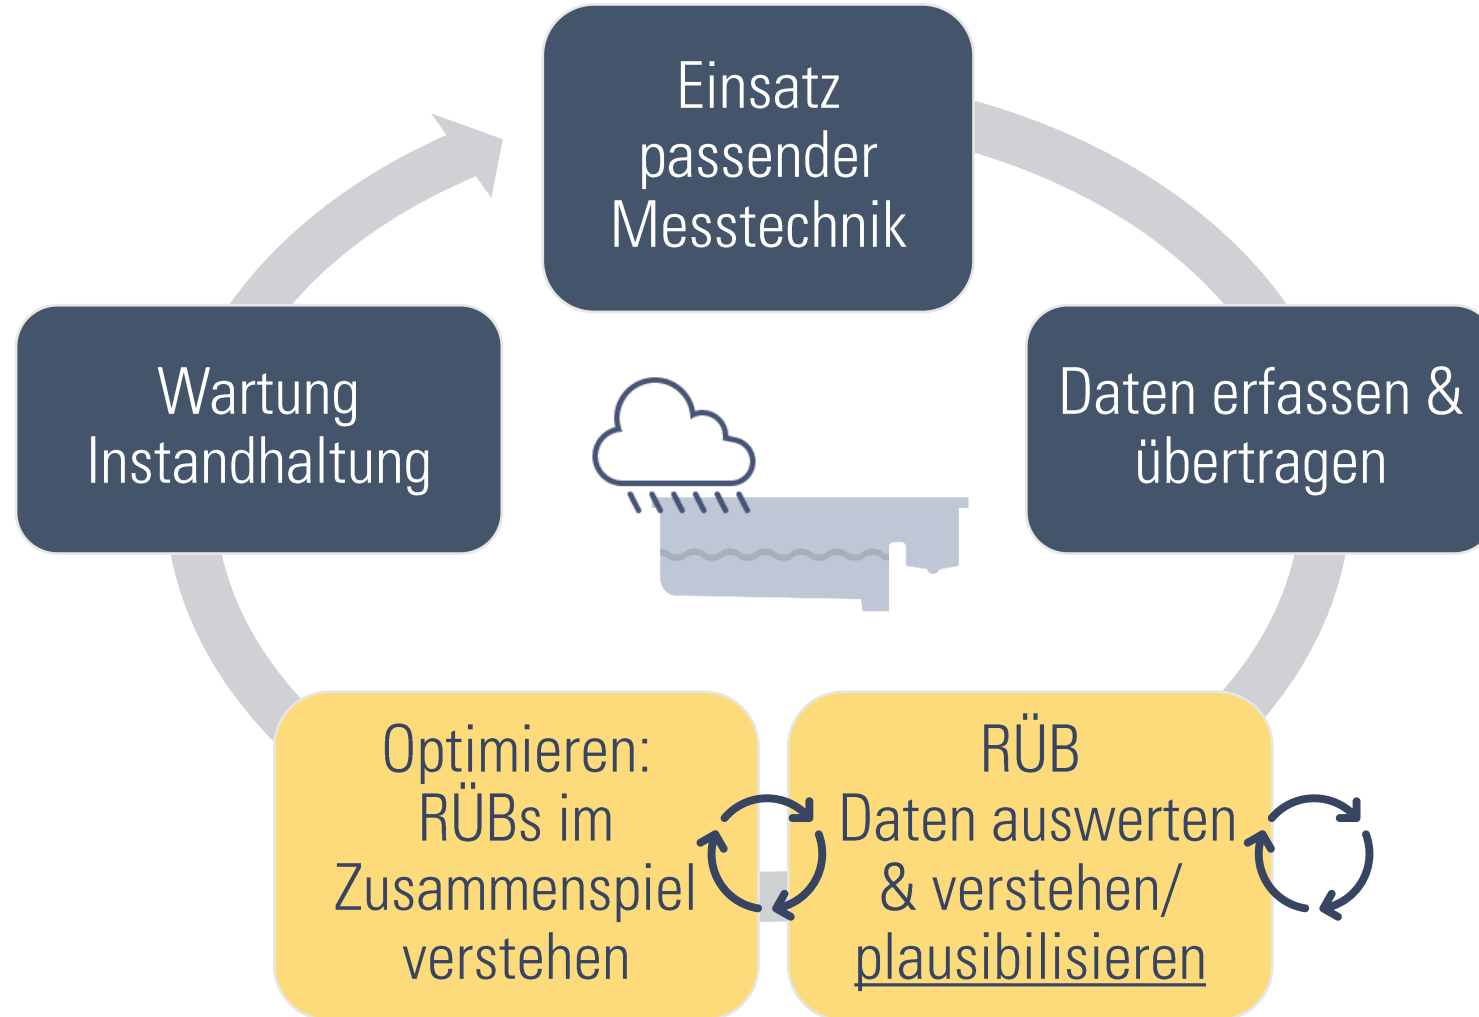 Einsatz
passender
Messtechnik
Daten erfassen &
übertragen
RÜB
Daten auswerten
& verstehen/
plausibilisieren
Optimieren:
RÜBs im
Zusammenspiel
verstehen
Wartung
Instandhaltung